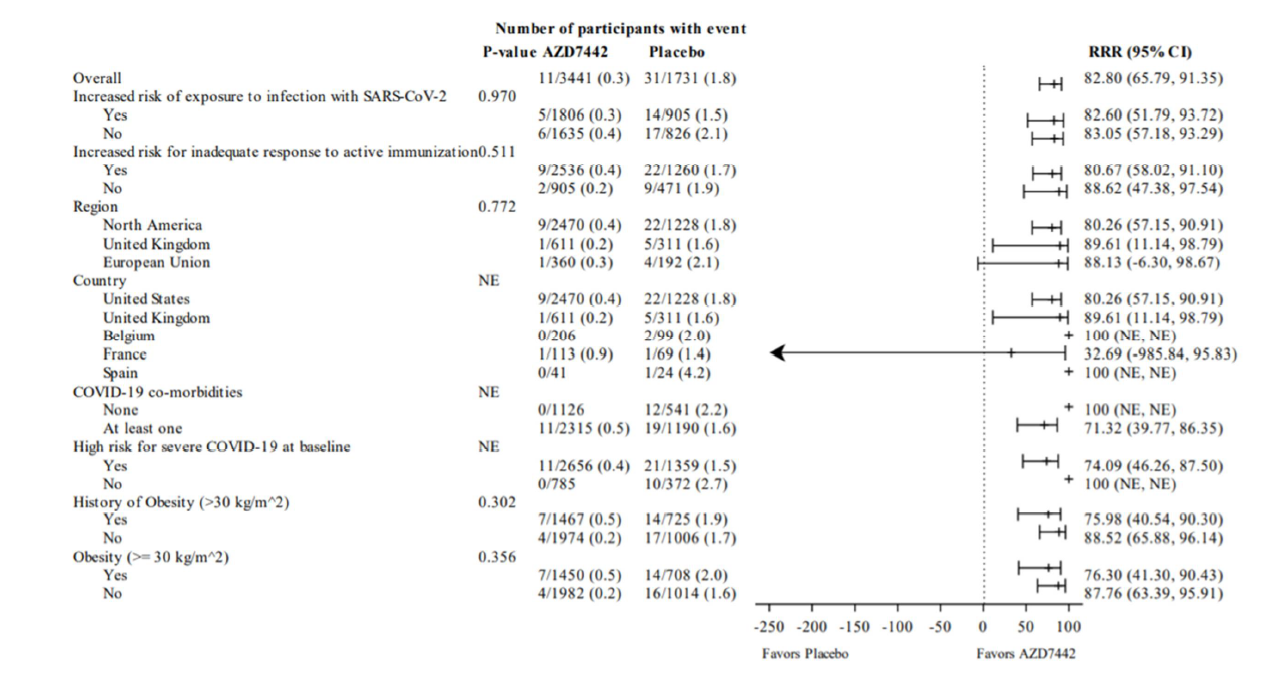 Number of participants with event
P-value AZD7442 Placebo RRR (95% CI)
Overall 11/3441 (0.3) 31/1731 (1.8) 82.80 (65.79, 91.35)
Increased risk of exposure to infection with SARS-CoV-2 0.970
Yes 5/1806 (0.3) 14/905 (1.5) 82.60 (51.79, 93.72)
No 6/1635 (0.4) 17/826 (2.1) 83.05 (57.18, 93.29)
Increased risk for inadequate response to active immunization 0.511
Yes 9/2536 (0.4) 22/1260 (1.7) 80.67 (58.02, 91.10)
No 2/905 (0.2) 9/471 (1.9) 88.62 (47.38, 97.54)
Region 0.772
North America 9/2470 (0.4) 22/1228 (1.8) 80.26 (57.15, 90.91)
United Kingdom 1/611 (0.2) 5/311 (1.6) 89.61 (11.14, 98.79)
European Union 1/360 (0.3) 4/192 (2.1) 88.13 (-6.30, 98.67)
Country NE
United States 9/2470 (0.4) 22/1228 (1.8) 80.26 (57.15, 90.91)
United Kingdom 1/611 (0.2) 5/311 (1.6) 89.61 (11.14, 98.79)
Belgium 0/206 2/99 (2.0) 100 (NE, NE)
France 1/113 (0.9) 1/69 (1.4) 32.69 (-985.84, 95.83)
Spain 0/41 1/24 (4.2) 100 (NE, NE)
COVID-19 co-morbidities NE
None 0/1126 12/541 (2.2) 100 (NE, NE)
At least one 11/2315 (0.5) 19/1190 (1.6) 71.32 (39.77, 86.35)
High risk for severe COVID-19 at baseline NE
Yes 11/2656 (0.4) 21/1359 (1.5) 74.09 (46.26, 87.50)
No 0/785 10/372 (2.7) 100 (NE, NE)
History of Obesity (>30 kg/m^2) 0.302
Yes 7/1467 (0.5) 14/725 (1.9) 75.98 (40.54, 90.30)
No 4/1974 (0.2) 17/1006 (1.7) 88.52 (65.88, 96.14)
Obesity (>= 30 kg/m^2) 0.356
Yes 7/1450 (0.5) 14/708 (2.0) 76.30 (41.30, 90.43)
No 4/1982 (0.2) 16/1014 (1.6) 87.76 (63.39, 95.91)
-250 -200 -150 -100 -50 0 50 100
Favors Placebo Favors AZD7442